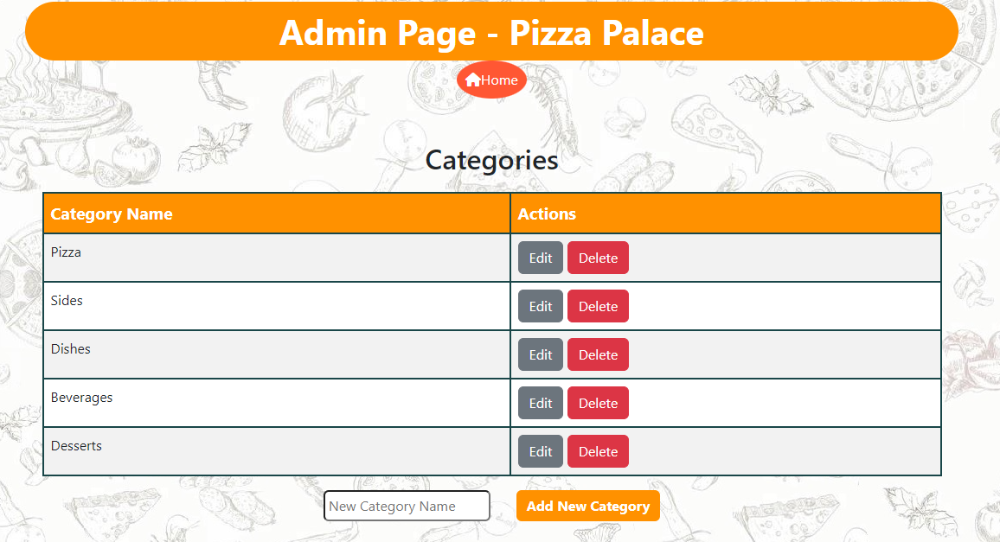 Admin Page - Pizza Palace
Home
Categories
Category Name Actions
Pizza Edit Delete
Sides Edit Delete
Dishes Edit Delete
Beverages Edit Delete
Desserts Edit Delete
New Category Name Add New Category